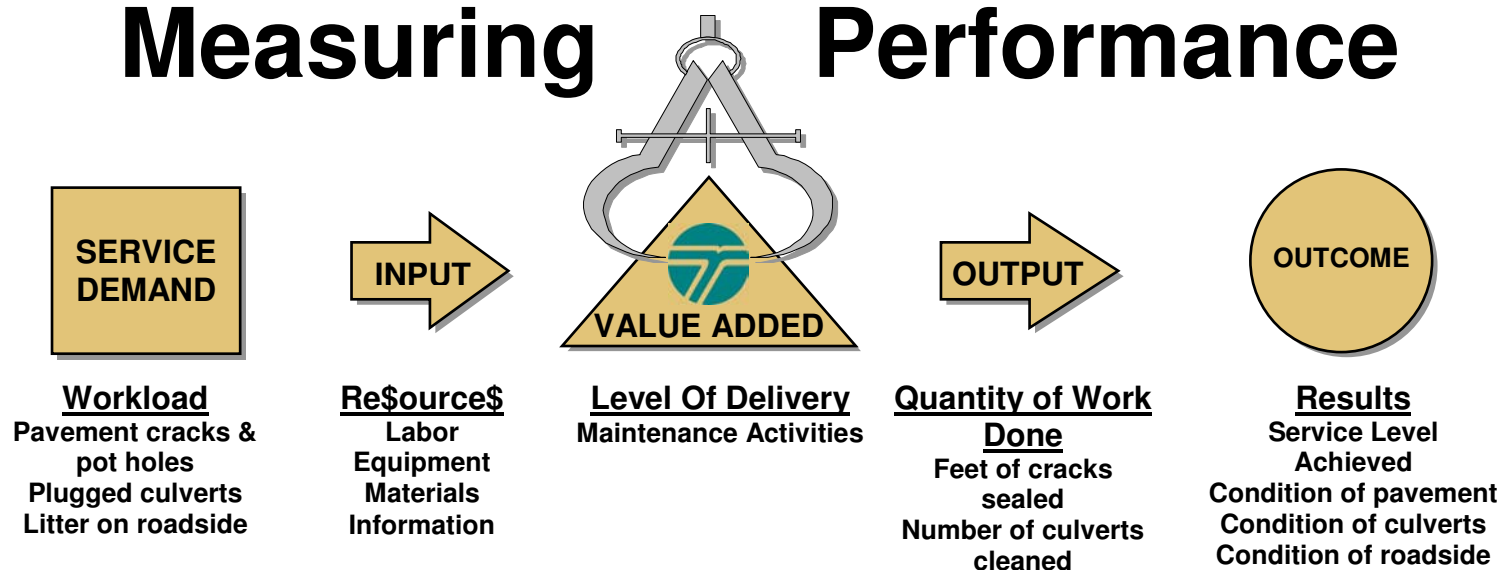 Measuring Performance
SERVICE
DEMAND
INPUT
VALUE ADDED
OUTPUT
OUTCOME
Workload
Pavement cracks &
pot holes
Plugged culverts
Litter on roadside
Re$ource$
Labor
Equipment
Materials
Information
Level Of Delivery
Maintenance Activities
Quantity of Work
Done
Feet of cracks
sealed
Number of culverts
cleaned
Results
Service Level
Achieved
Condition of pavement
Condition of culverts
Condition of roadside